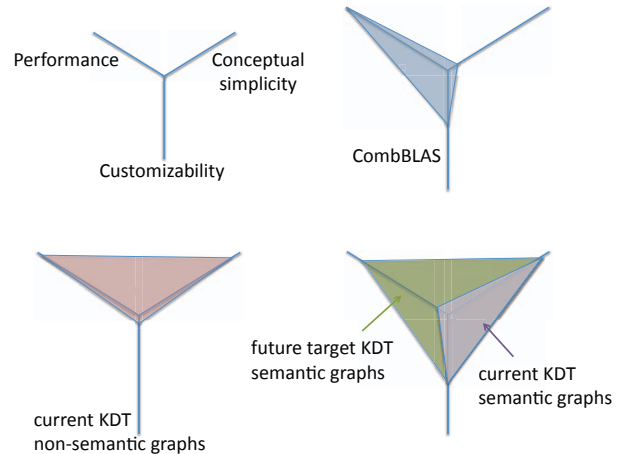 Performance
Conceptual
simplicity
Customizability
CombBLAS
future target KDT
semantic graphs
current KDT
semantic graphs
current KDT
non-semantic graphs